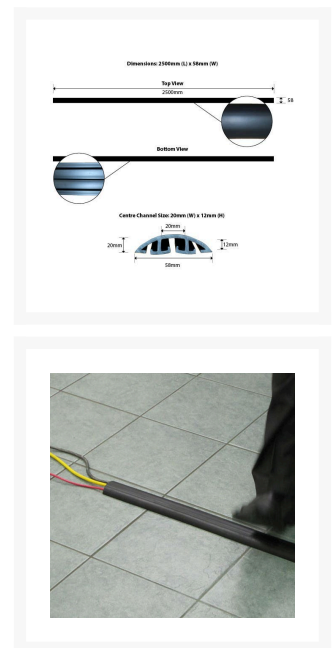 Dimensions: 2500mm (L) x 58mm (W)
Top View
2500mm
58
Bottom View
Centre Channel Size: 20mm (W) x 12mm (H)
20mm
20mm
12mm
58mm